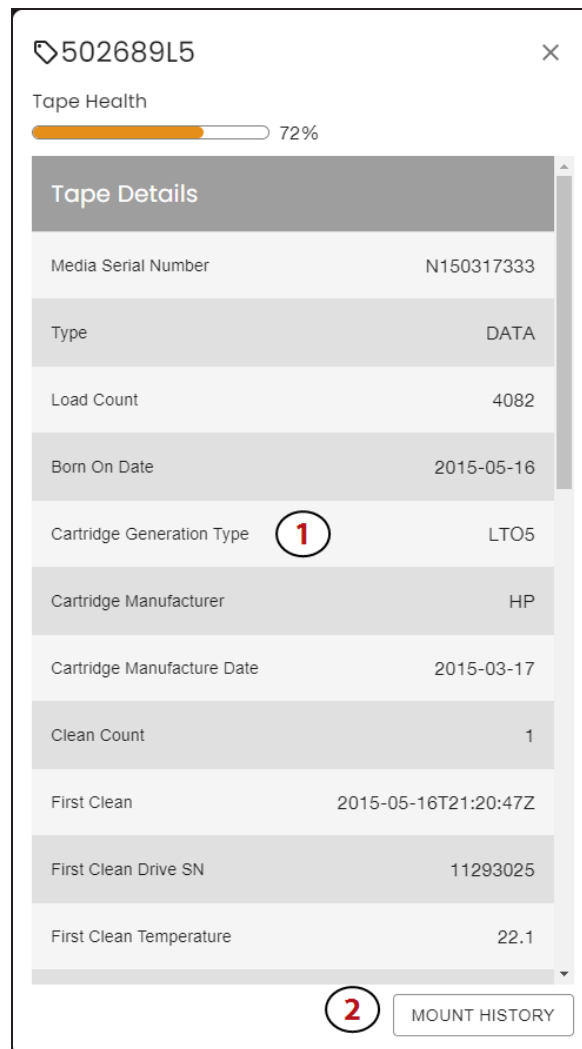 502689L5
Tape Health
72%
Tape Details
Media Serial Number N150317333
Type DATA
Load Count 4082
Born On Date 2015-05-16
Cartridge Generation Type 1 LTO5
Cartridge Manufacturer HP
Cartridge Manufacture Date 2015-03-17
Clean Count 1
First Clean 2015-05-16T21:20:47Z
First Clean Drive SN 11293025
First Clean Temperature 22.1
2 MOUNT HISTORY